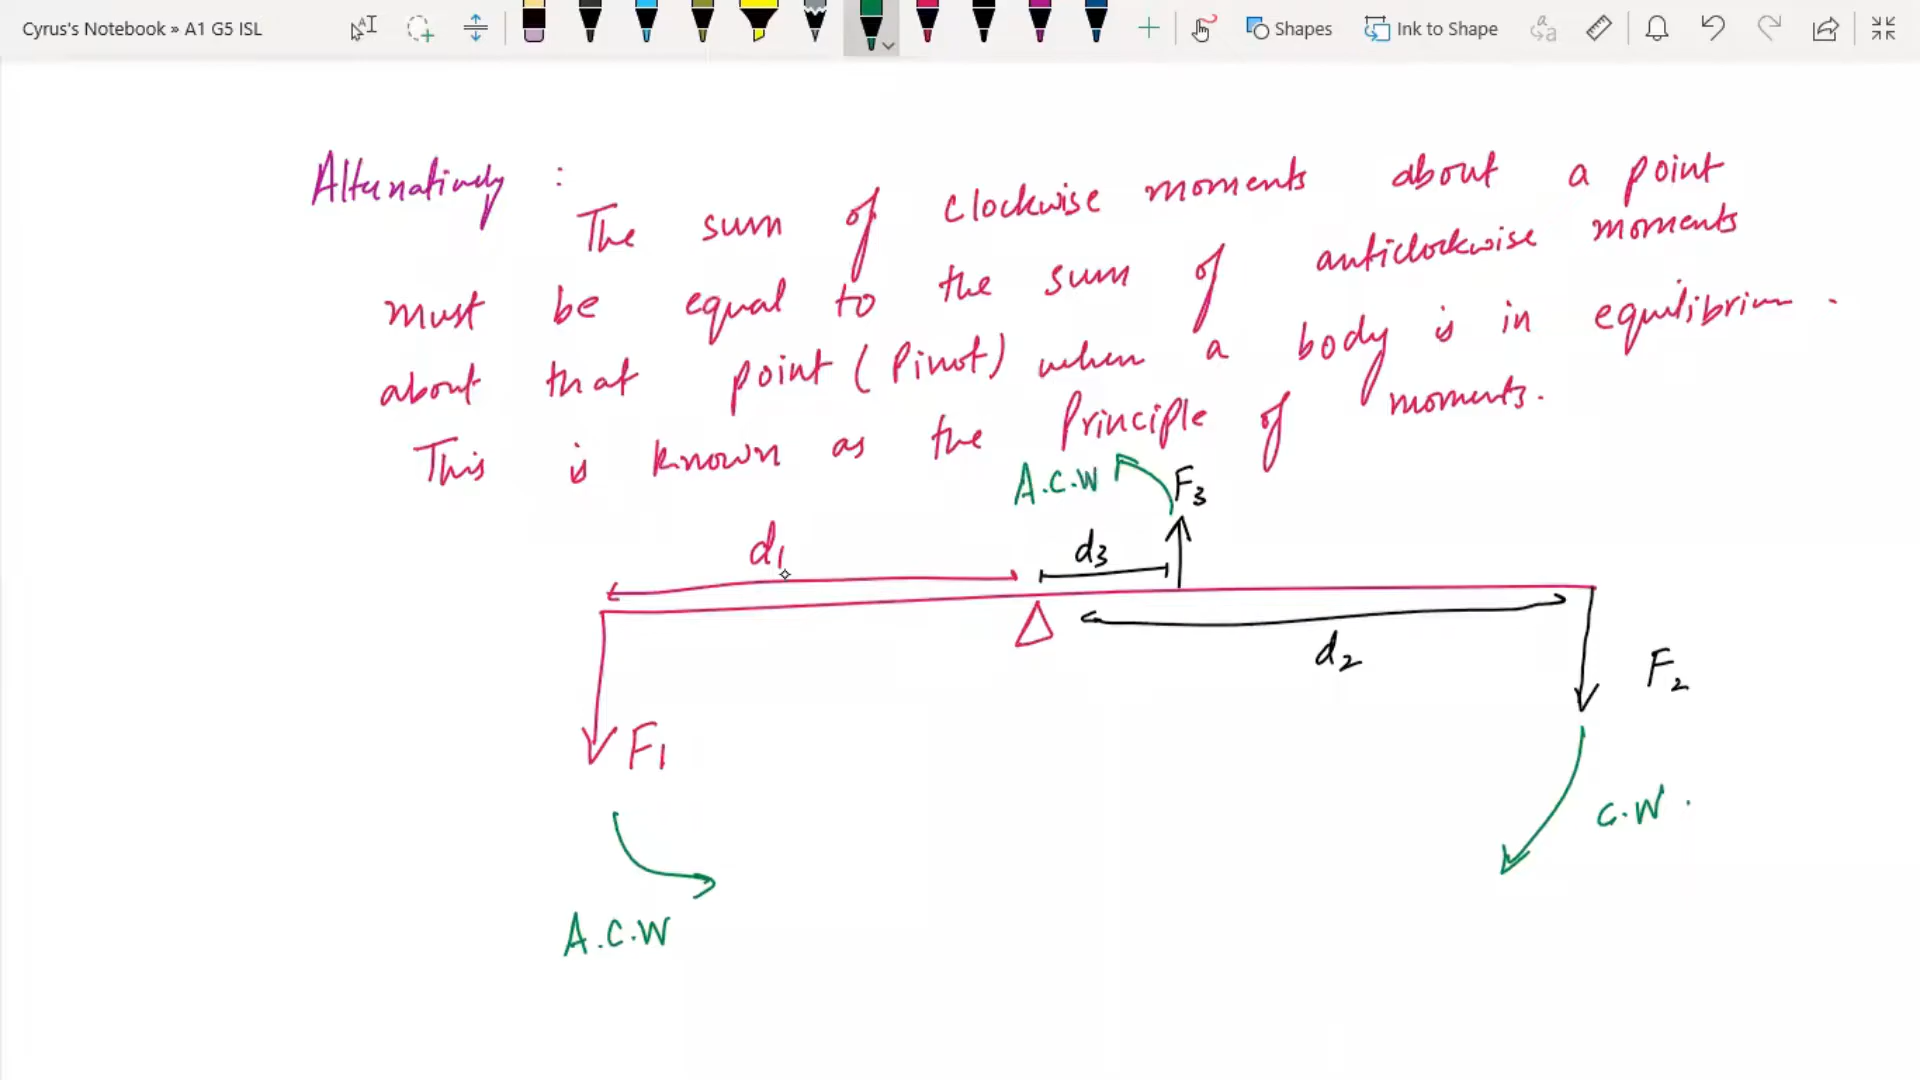 Cyrus's Notebook » A1 G5 ISL
Shapes
Ink to Shape
Alternatively :
The sum of clockwise moments about a point
must be equal to the sum of anticlockwise moments
about that point (Pivot) when a body is in equilibrium.
This is known as the Principle of moments.
A.C.W
F3
d1
d3
d2
F2
F1
C.W.
A.C.W